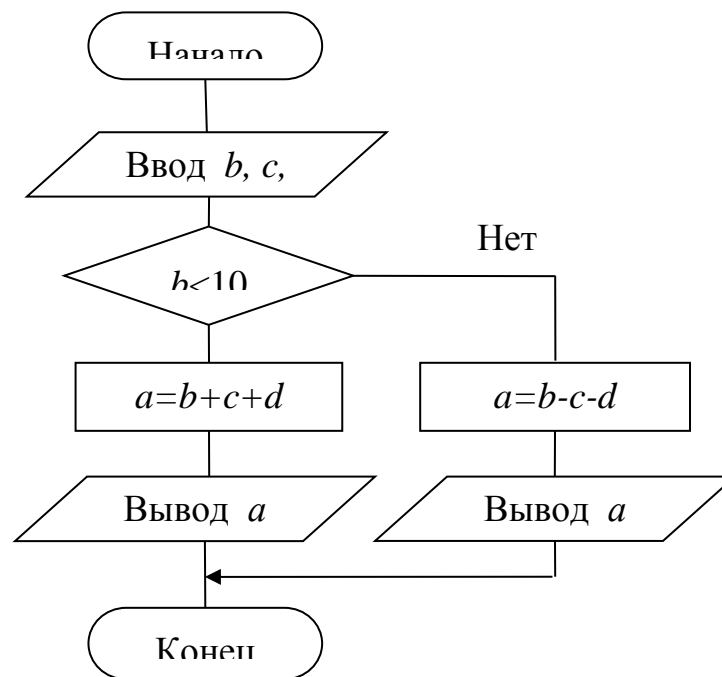 Начало
Ввод b, c,
Нет
b<10
a=b+c+d
a=b-c-d
Вывод a
Вывод a
Конец